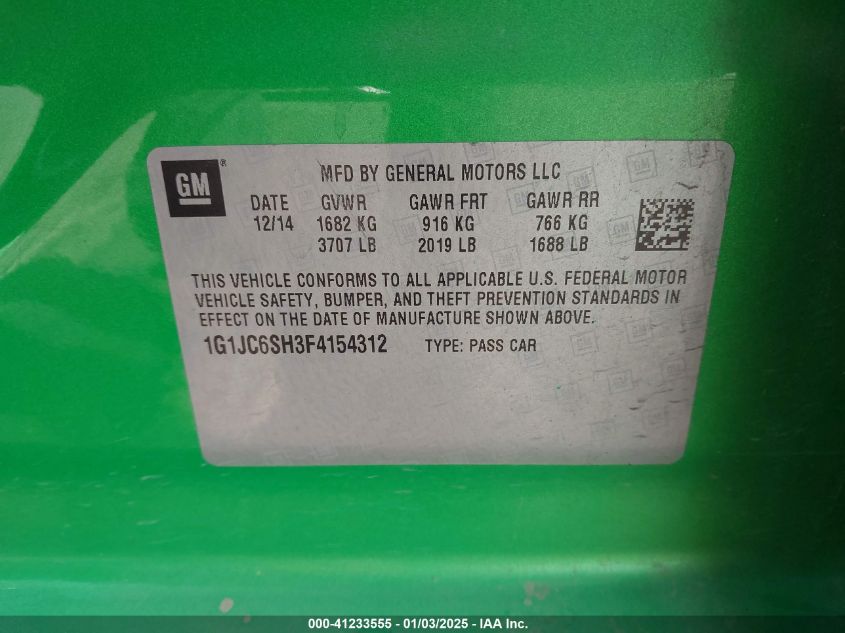 GM®
MFD BY GENERAL MOTORS LLC
DATE GVWR GAWR FRT GAWR RR
12/14 1682 KG 916 KG 766 KG
3707 LB 2019 LB 1688 LB
THIS VEHICLE CONFORMS TO ALL APPLICABLE U.S. FEDERAL MOTOR
VEHICLE SAFETY, BUMPER, AND THEFT PREVENTION STANDARDS IN
EFFECT ON THE DATE OF MANUFACTURE SHOWN ABOVE.
1G1JC6SH3F4154312 TYPE: PASS CAR
000-41233555 - 01/03/2025 - IAA Inc.